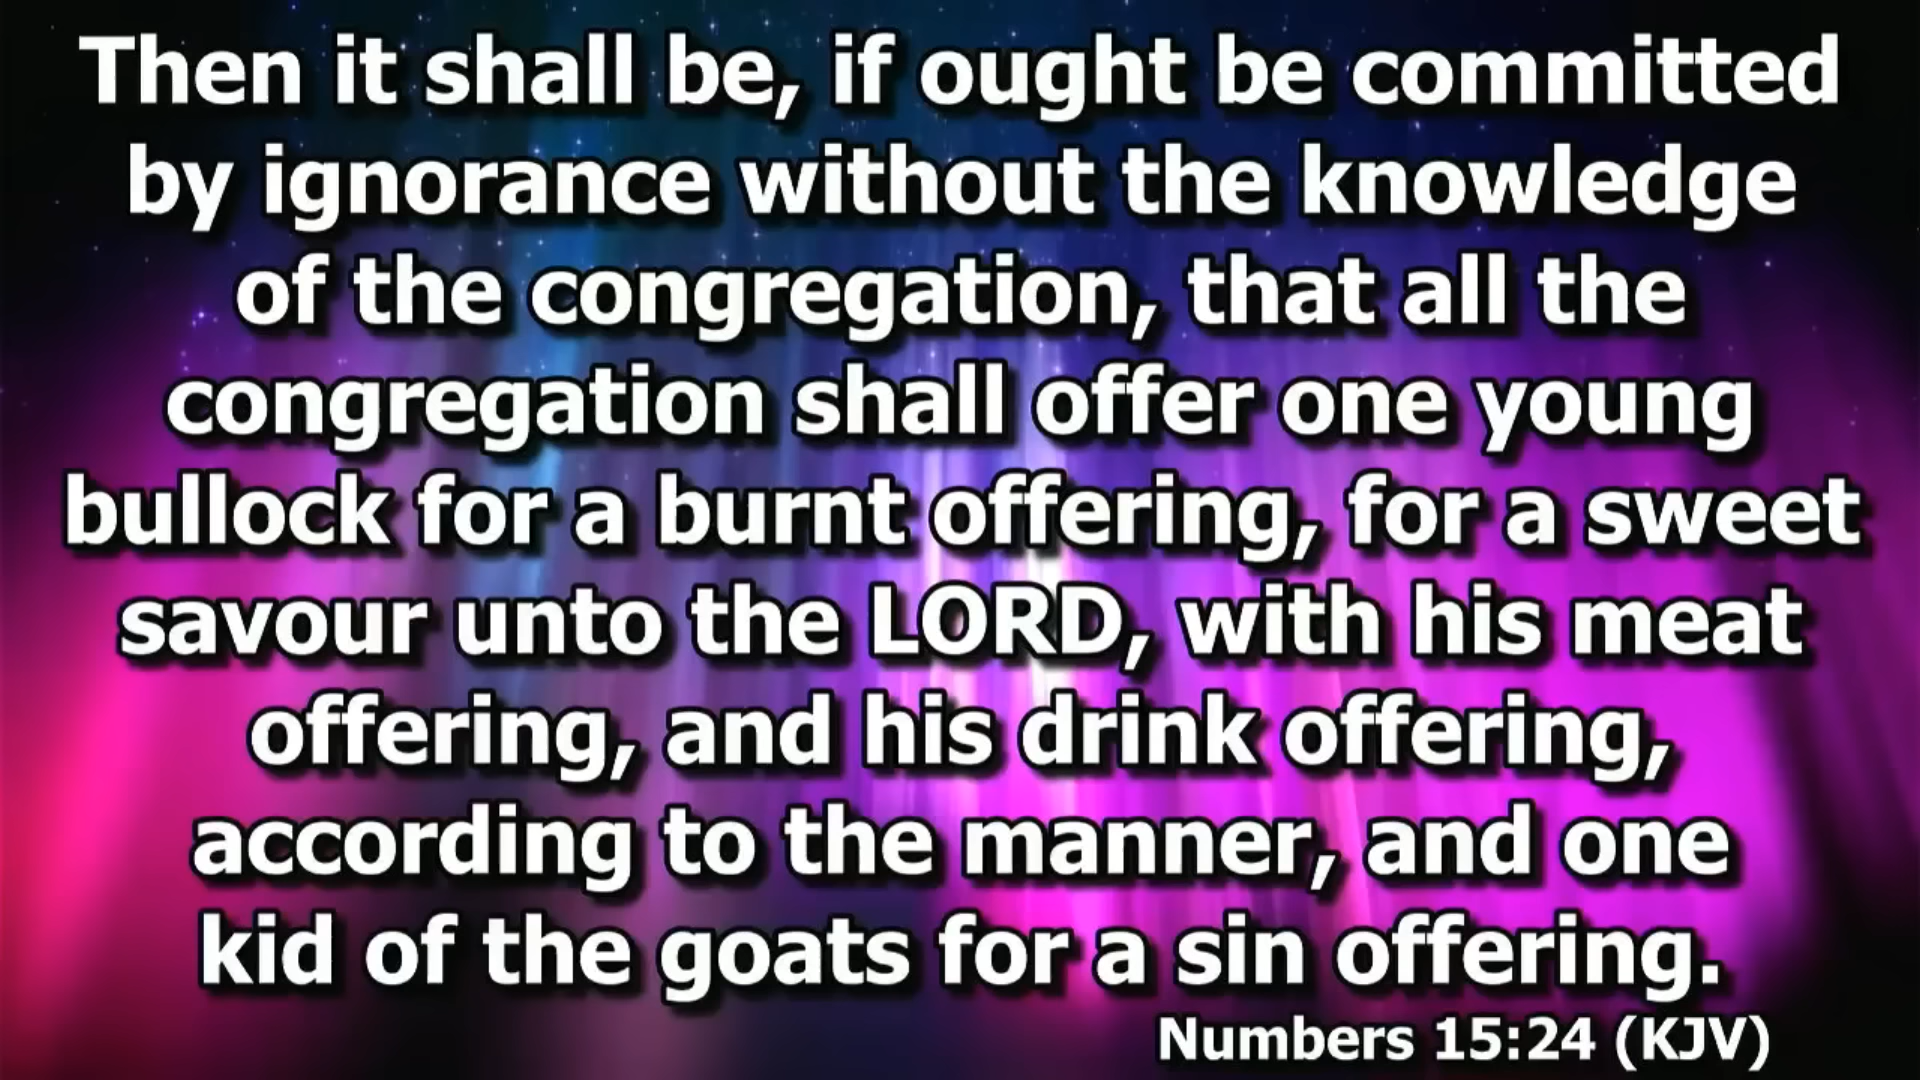 Then it shall be, if ought be committed
by ignorance without the knowledge
of the congregation, that all the
congregation shall offer one young
bullock for a burnt offering, for a sweet
savour unto the LORD, with his meat
offering, and his drink offering,
according to the manner, and one
kid of the goats for a sin offering.
Numbers 15:24 (KJV)